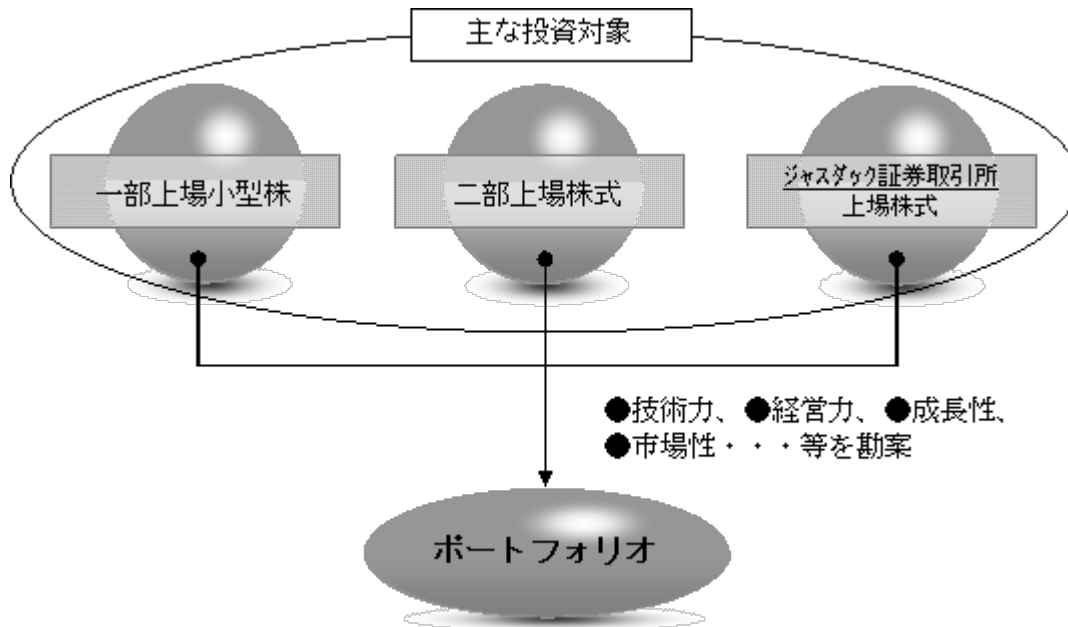 主な投資対象
一部上場小型株
二部上場株式
ジャスダック証券取引所
上場株式
●技術力、●経営力、●成長性、
●市場性・・・等を勘案
ポートフォリオ